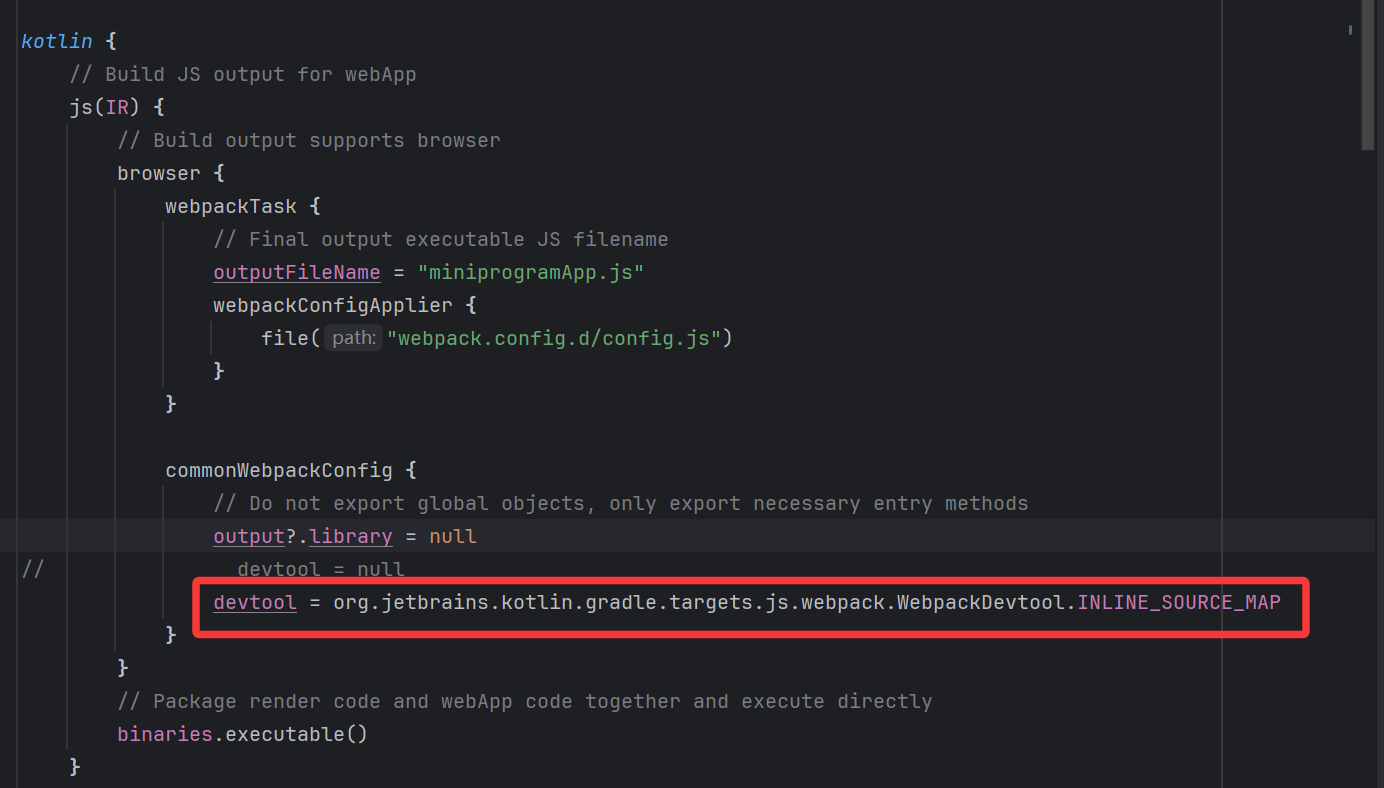 kotlin {
// Build JS output for webApp
js(IR) {
// Build output supports browser
browser {
webpackTask {
// Final output executable JS filename
outputFileName = "miniprogramApp.js"
webpackConfigApplier {
file( path: "webpack.config.d/config.js")
}
}
commonWebpackConfig {
// Do not export global objects, only export necessary entry methods
output?.library = null
// devtool = null
devtool = org.jetbrains.kotlin.gradle.targets.js.webpack.WebpackDevtool.INLINE_SOURCE_MAP
}
}
// Package render code and webApp code together and execute directly
binaries.executable()
}